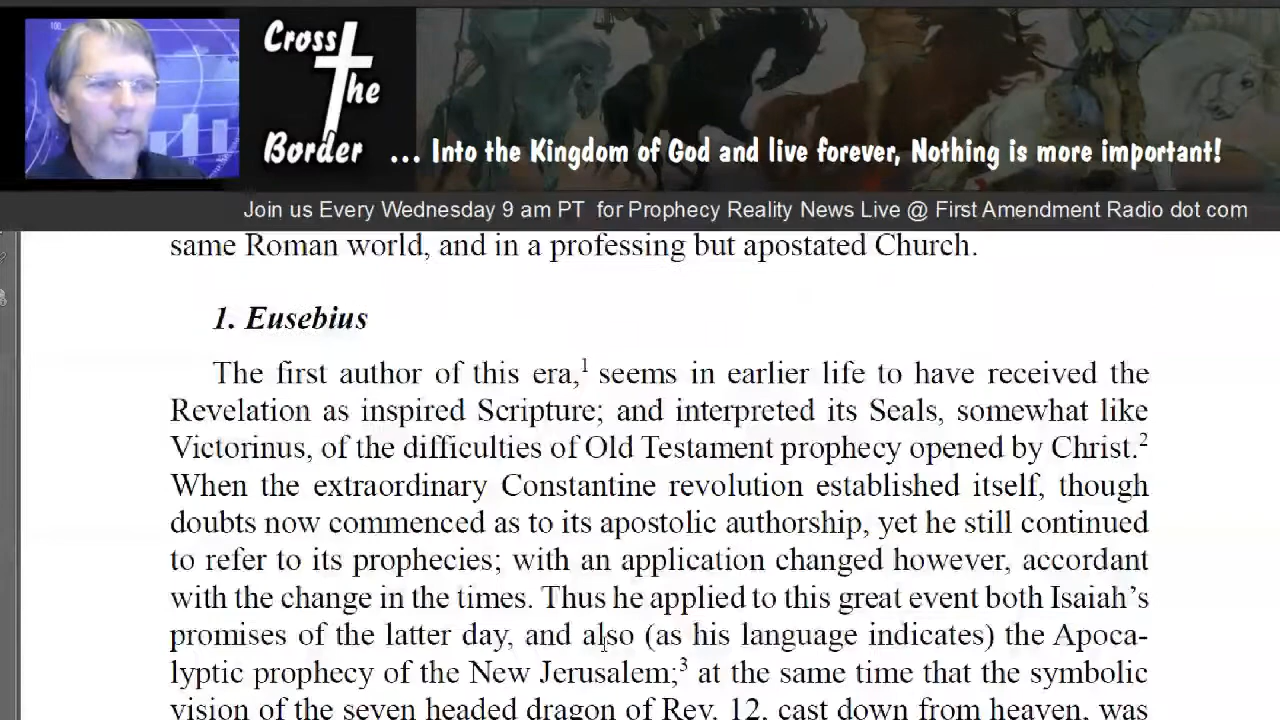 Cross
The
Border
... Into the Kingdom of God and live forever, Nothing is more important!
Join us Every Wednesday 9 am PT for Prophecy Reality News Live @ First Amendment Radio dot com
same Roman world, and in a professing but apostated Church.
1. Eusebius
The first author of this era,1 seems in earlier life to have received the
Revelation as inspired Scripture; and interpreted its Seals, somewhat like
Victorinus, of the difficulties of Old Testament prophecy opened by Christ.2
When the extraordinary Constantine revolution established itself, though
doubts now commenced as to its apostolic authorship, yet he still continued
to refer to its prophecies; with an application changed however, accordant
with the change in the times. Thus he applied to this great event both Isaiah's
promises of the latter day, and also (as his language indicates) the Apoca-
lyptic prophecy of the New Jerusalem;3 at the same time that the symbolic
vision of the seven headed dragon of Rev. 12, cast down from heaven, was